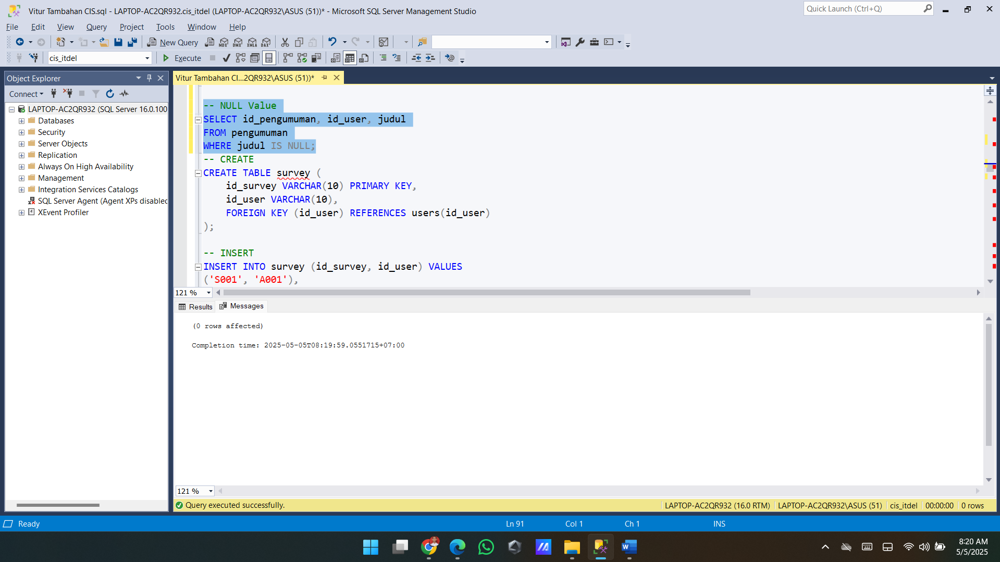 Vitur Tambahan CIS.sql - LAPTOP-AC2QR932.cis_itdel (LAPTOP-AC2QR932\ASUS (51))* - Microsoft SQL Server Management Studio
Quick Launch (Ctrl+Q)
File Edit View Query Project Tools Window Help
New Query MDX DMX XMLA DAX
cis_itdel Execute
Object Explorer
Vitur Tambahan CI...2QR932\ASUS (51))*
Connect
LAPTOP-AC2QR932 (SQL Server 16.0.100
Databases
Security
Server Objects
Replication
Always On High Availability
Management
Integration Services Catalogs
SQL Server Agent (Agent XPs disabled
XEvent Profiler
-- NULL Value
SELECT id_pengumuman, id_user, judul
FROM pengumuman
WHERE judul IS NULL;
-- CREATE
CREATE TABLE survey (
    id_survey VARCHAR(10) PRIMARY KEY,
    id_user VARCHAR(10),
    FOREIGN KEY (id_user) REFERENCES users(id_user)
);
-- INSERT
INSERT INTO survey (id_survey, id_user) VALUES
('S001', 'A001'),
121 %
Results Messages
(0 rows affected)
Completion time: 2025-05-05T08:19:59.0551715+07:00
121 %
Query executed successfully. LAPTOP-AC2QR932 (16.0 RTM) LAPTOP-AC2QR932\ASUS (51) cis_itdel 00:00:00 0 rows
Ready Ln 91 Col 1 Ch 1 INS
8:20 AM
5/5/2025